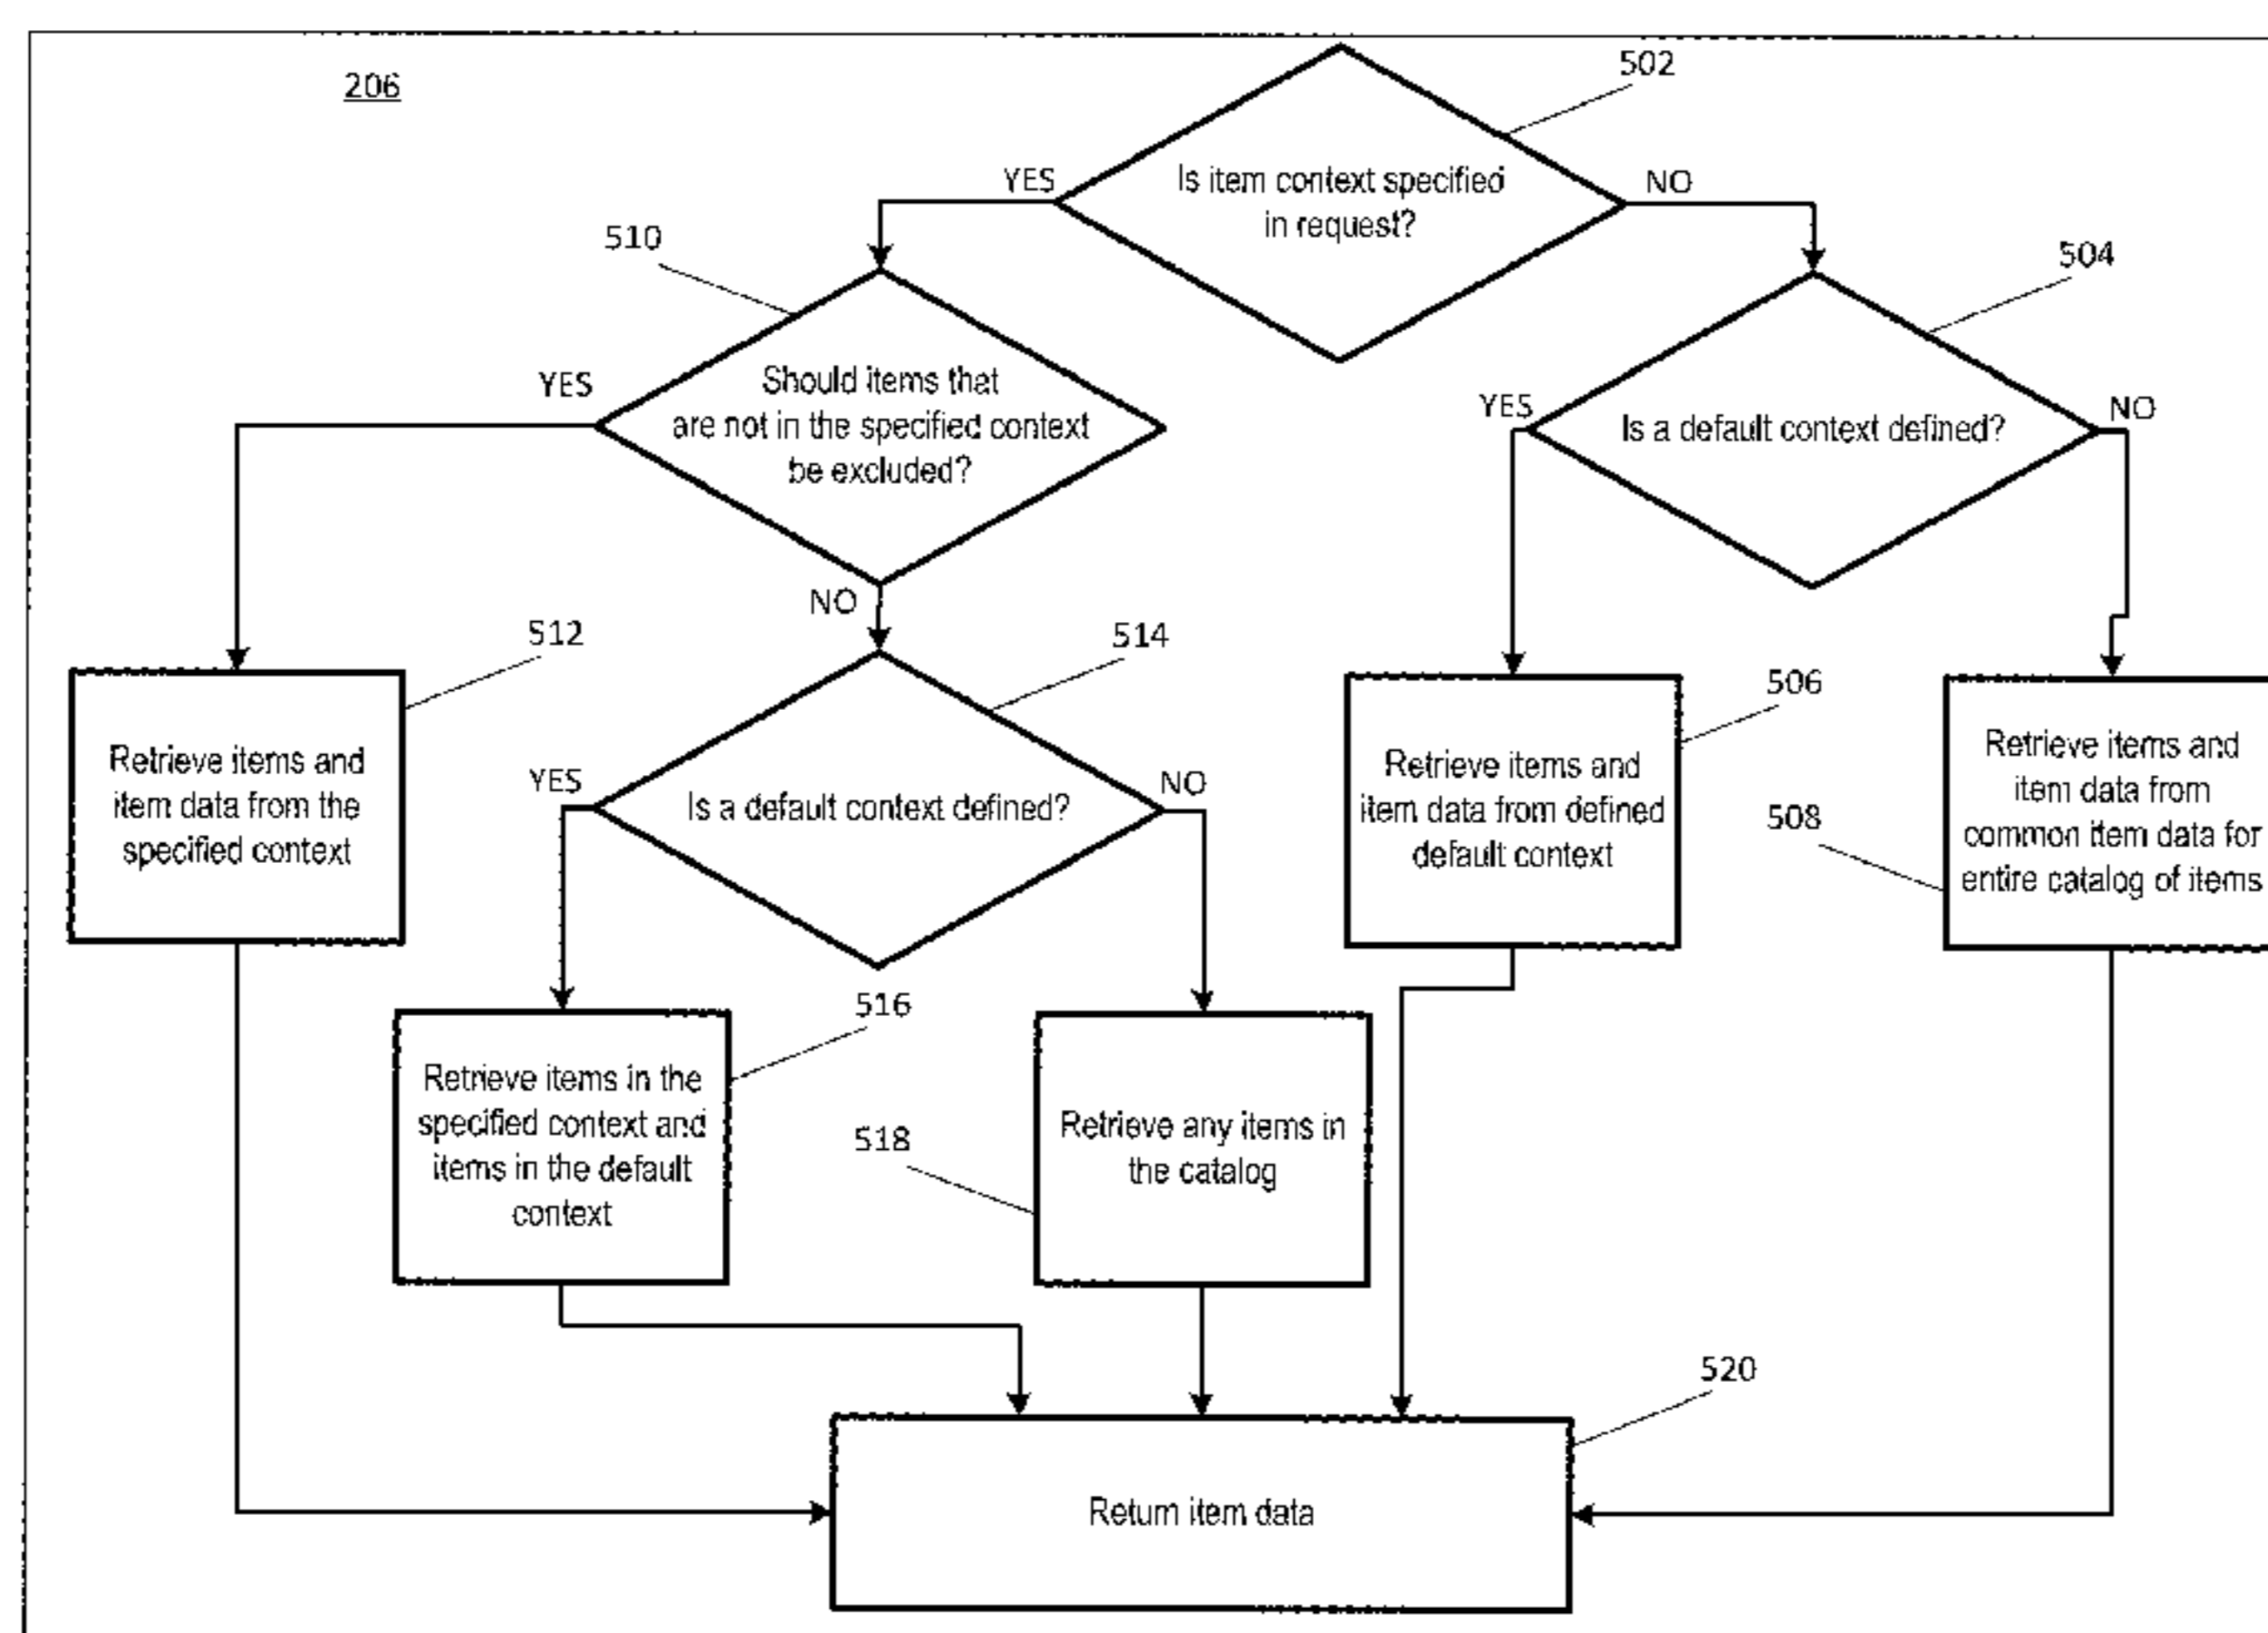 206
502
YES
Is item context specified
in request?
NO
510
504
YES
Should items that
are not in the specified context
be excluded?
YES
Is a default context defined?
NO
NO
512
514
506
Retrieve items and
item data from the
specified context
YES
Is a default context defined?
NO
Retrieve items and
item data from defined
default context
508
Retrieve items and
item data from
common item data for
entire catalog of items
516
Retrieve items in the
specified context and
items in the default
context
518
Retrieve any items in
the catalog
520
Return item data